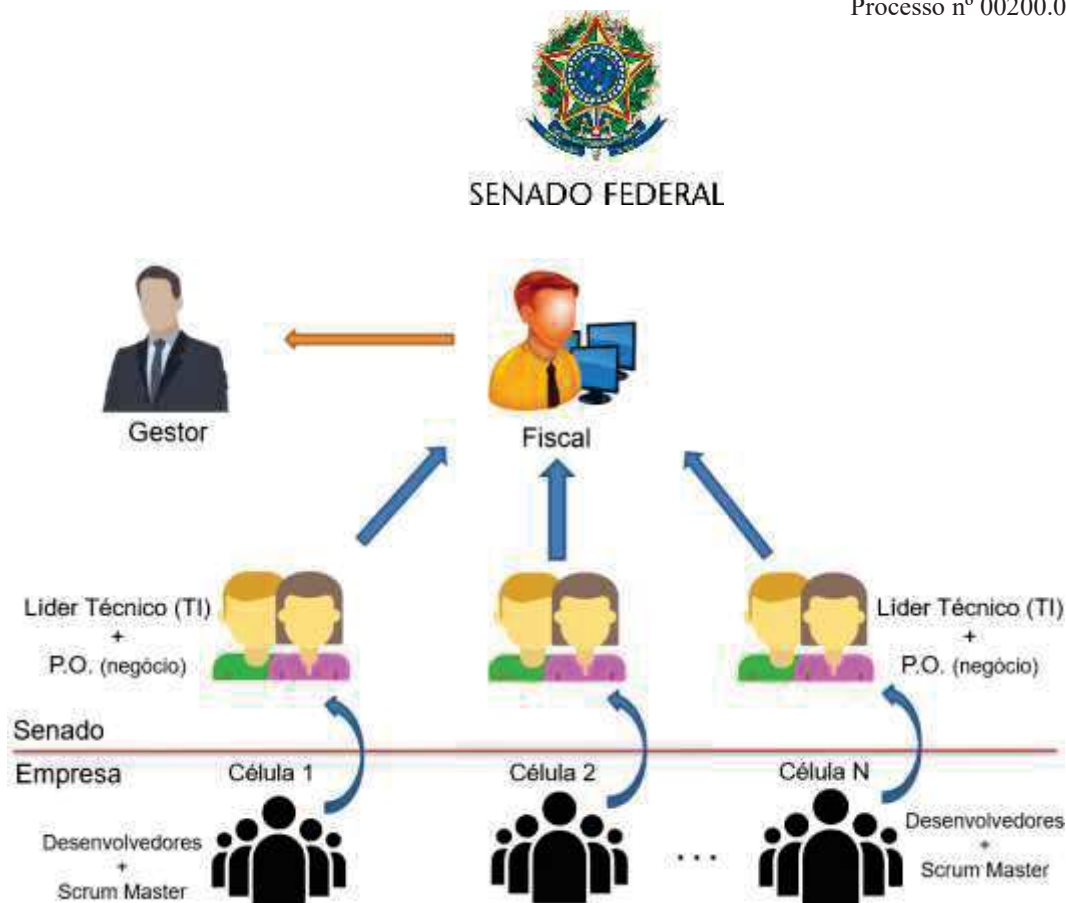 Processo nº 00200.0
SENADO FEDERAL
Gestor
Fiscal
Líder Técnico (TI)
+
P.O. (negócio)
Líder Técnico (TI)
+
P.O. (negócio)
Senado
Empresa
Célula 1
Célula 2
Célula N
Desenvolvedores
+
Scrum Master
. . .
Desenvolvedores
+
Scrum Master